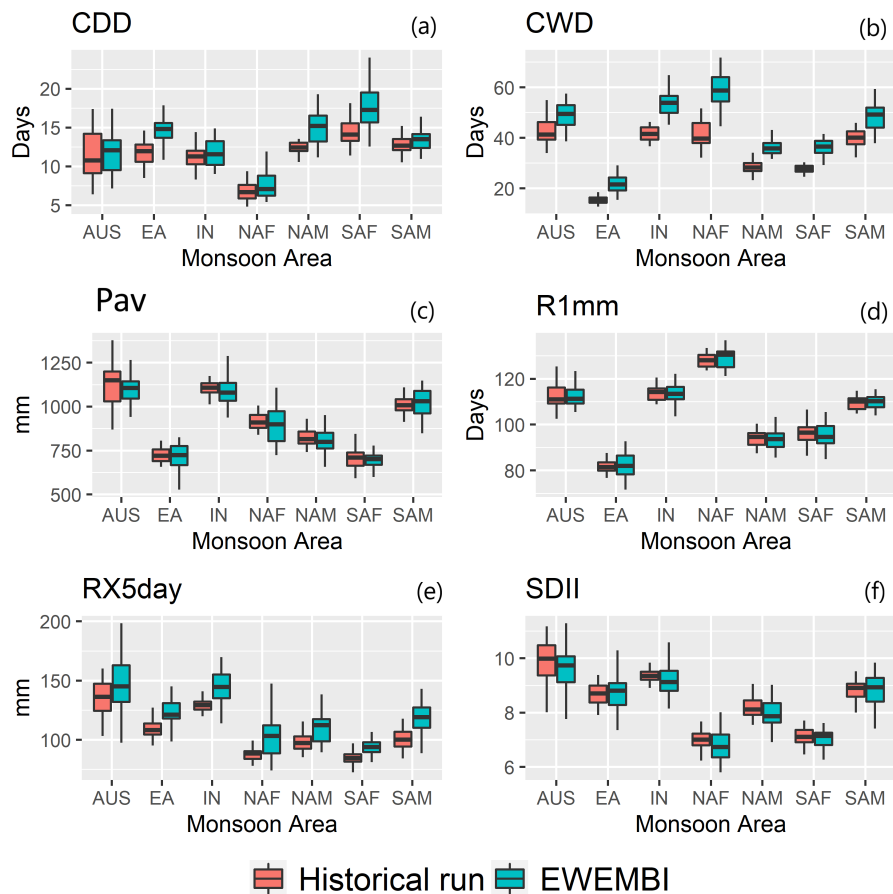 CDD (a)
Days
20
15
10
5
AUS EA IN NAF NAM SAF SAM
Monsoon Area
(b)
Days
60
40
20
AUS EA IN NAF NAM SAF SAM
Monsoon Area
CWD
Pav (c)
mm
1250
1000
750
500
AUS EA IN NAF NAM SAF SAM
Monsoon Area
R1mm (d)
Days
120
100
80
AUS EA IN NAF NAM SAF SAM
Monsoon Area
RX5day (e)
mm
200
150
100
AUS EA IN NAF NAM SAF SAM
Monsoon Area
SDII (f)
10
8
6
AUS EA IN NAF NAM SAF SAM
Monsoon Area
Historical run EWEMBI